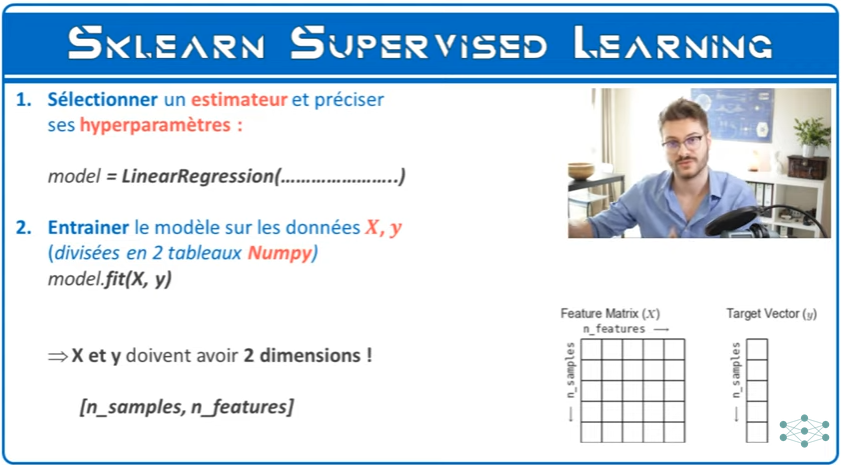 SKLEARN SUPERVISED LEARNING
1. Sélectionner un estimateur et préciser
ses hyperparamètres :
model = LinearRegression(…………………..)
2. Entrainer le modèle sur les données X, y
(divisées en 2 tableaux Numpy)
model.fit(X, y)
⇒ X et y doivent avoir 2 dimensions !
[n_samples, n_features]
Feature Matrix (X)
n_features →
← n_samples
Target Vector (y)
← n_samples